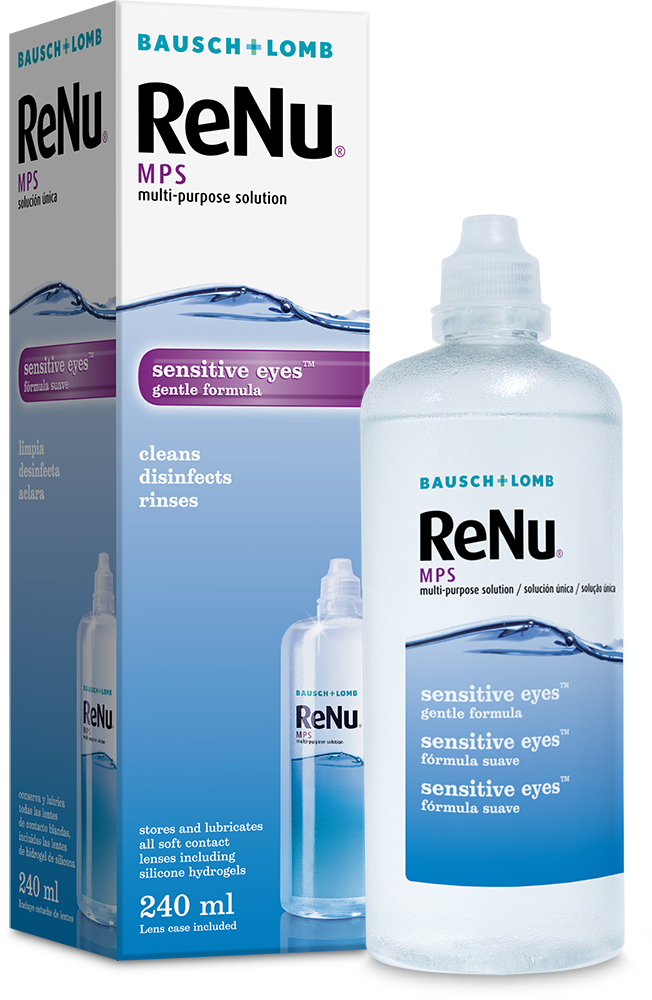 BAUSCH+LOMB
ReNu®
MPS
solución única
sensitive eyes™
fórmula suave
limpia
desinfecta
aclara
BAUSCH+LOMB
ReNu
MPS
conserva y lubrica
todas las lentes
de contacto blandas,
incluidas las lentes
de hidrogel de silicona
240 ml
Incluye estuche de lentes
BAUSCH+LOMB
ReNu®
MPS
multi-purpose solution
sensitive eyes™
gentle formula
cleans
disinfects
rinses
BAUSCH+LOMB
ReNu
MPS
multi-purpose solution
stores and lubricates
all soft contact
lenses including
silicone hydrogels
240 ml
Lens case included
BAUSCH+LOMB
ReNu®
MPS
multi-purpose solution / solución única / solução única
sensitive eyes™
gentle formula
sensitive eyes™
fórmula suave
sensitive eyes™
fórmula suave